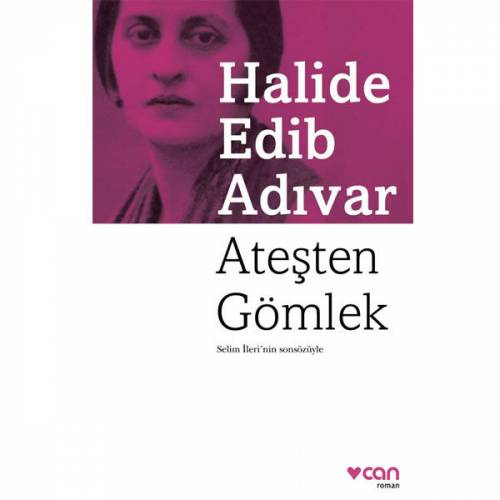 Halide
Edib
Adıvar
Ateşten
Gömlek
Selim İleri'nin sonsözüyle
can
roman